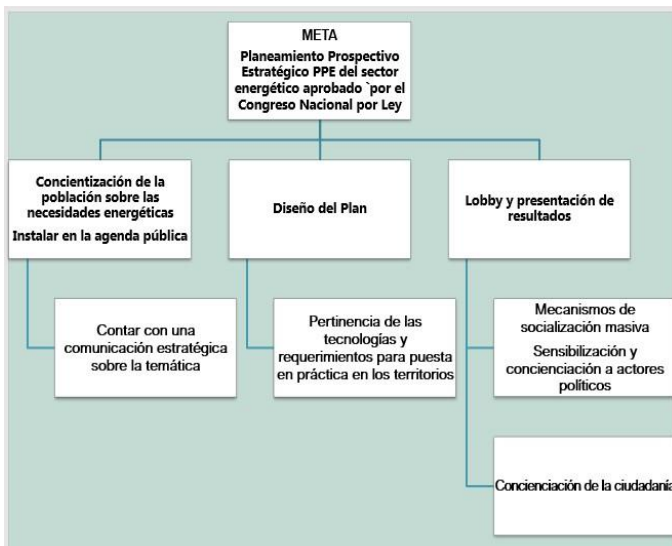 META
Planeamiento Prospectivo
Estratégico PPE del sector
energético aprobado `por el
Congreso Nacional por Ley
Concientización de la
población sobre las
necesidades energéticas
Instalar en la agenda pública
Diseño del Plan
Lobby y presentación de
resultados
Contar con una
comunicación estratégica
sobre la temática
Pertinencia de las
tecnologías y
requerimientos para puesta
en práctica en los territorios
Mecanismos de
socialización masiva
Sensibilización y
concienciación a actores
políticos
Concienciación de la ciudadanía